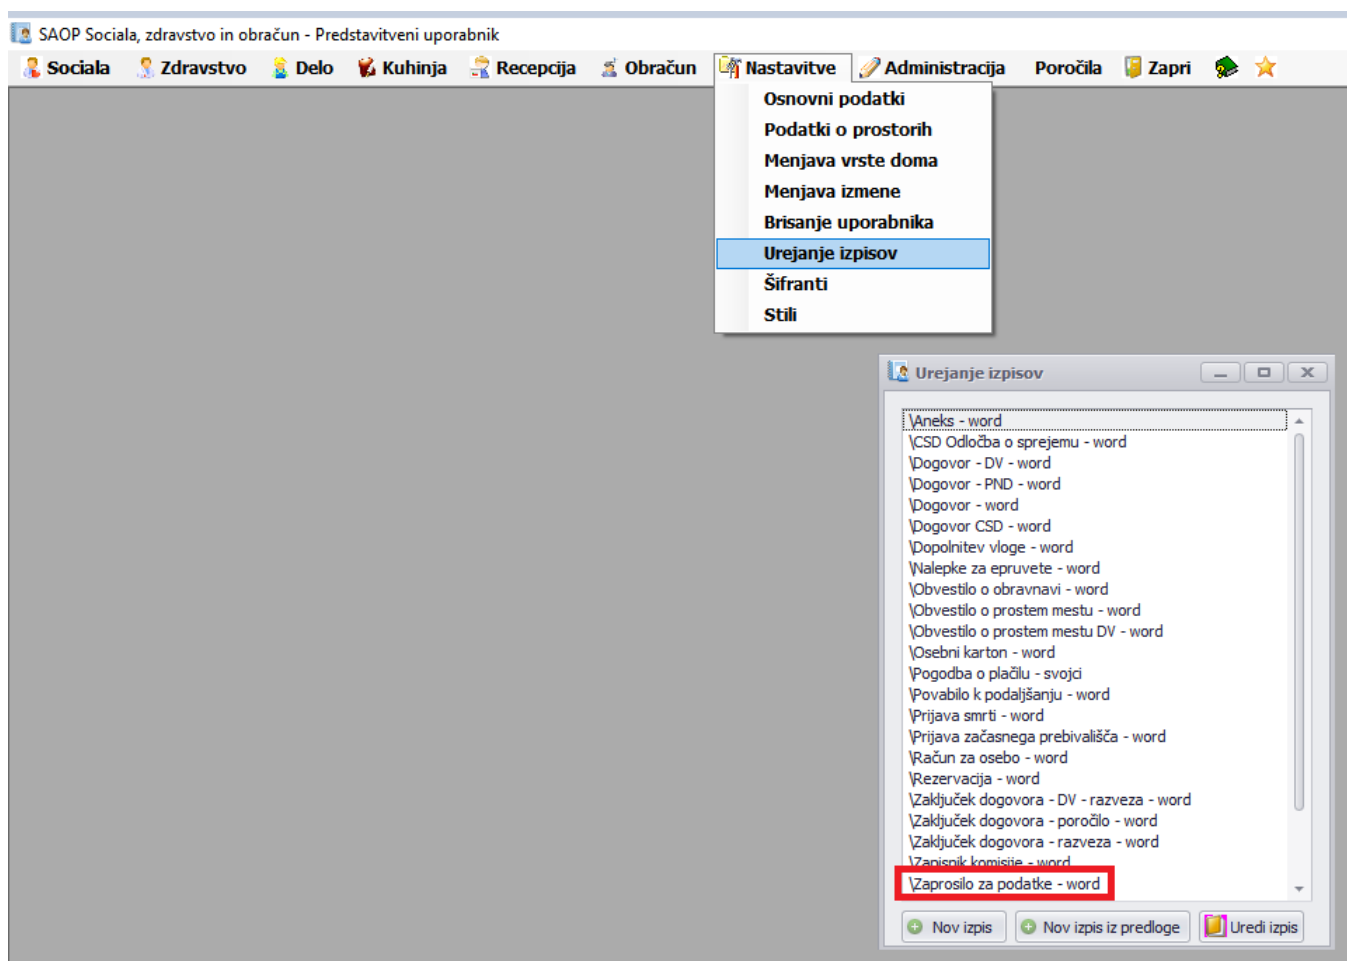 SAOP Sociala, zdravstvo in obračun - Predstavitveni uporabnik
Sociala Zdravstvo Delo Kuhinja Recepcija Obračun Nastavitve Administracija Poročila Zapri
Osnovni podatki
Podatki o prostorih
Menjava vrste doma
Menjava izmene
Brisanje uporabnika
Urejanje izpisov
Šifranti
Stili
Urejanje izpisov
\Aneks - word
\CSD Odločba o sprejemu - word
\Dogovor - DV - word
\Dogovor - PND - word
\Dogovor - word
\Dogovor CSD - word
\Dopolnitev vloge - word
\Nalepke za epruvete - word
\Obvestilo o obravnavi - word
\Obvestilo o prostem mestu - word
\Obvestilo o prostem mestu DV - word
\Osebni karton - word
\Pogodba o plačilu - svojci
\Povabilo k podaljšanju - word
\Prijava smrti - word
\Prijava začasnega prebivališča - word
\Račun za osebo - word
\Rezervacija - word
\Zaključek dogovora - DV - razveza - word
\Zaključek dogovora - poročilo - word
\Zaključek dogovora - razveza - word
\Zapisnik komisije - word
\Zaprosilo za podatke - word
Nov izpis Nov izpis iz predloge Uredi izpis